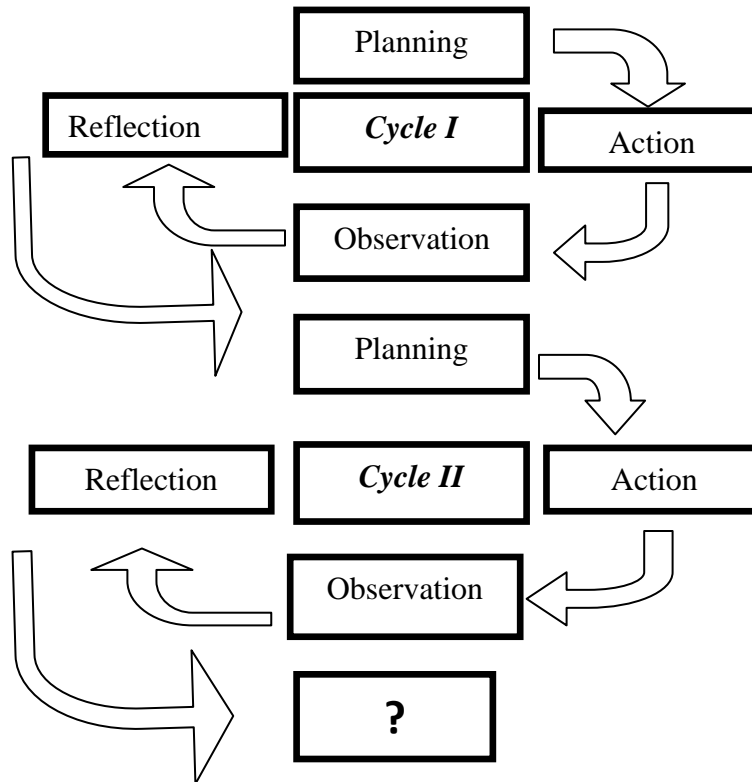 Planning
Reflection
Cycle I
Action
Observation
Planning
Reflection
Cycle II
Action
Observation
?